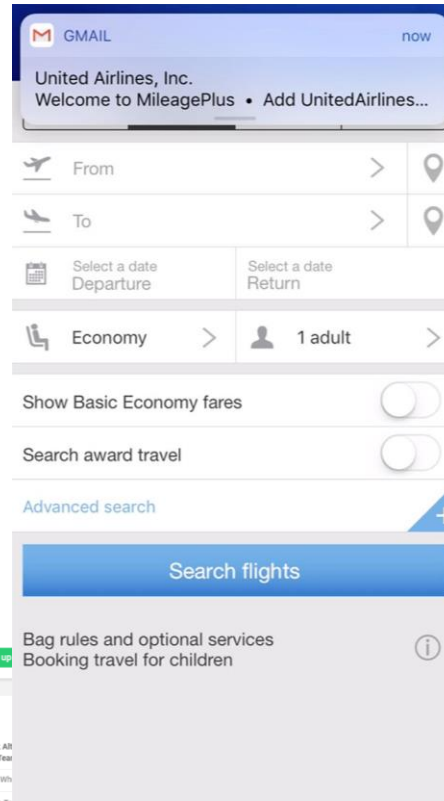 GMAIL
now
United Airlines, Inc.
Welcome to MileagePlus • Add UnitedAirlines...
From
To
Select a date
Departure
Select a date
Return
Economy
1 adult
Show Basic Economy fares
Search award travel
Advanced search
Search flights
Bag rules and optional services
Booking travel for children
up